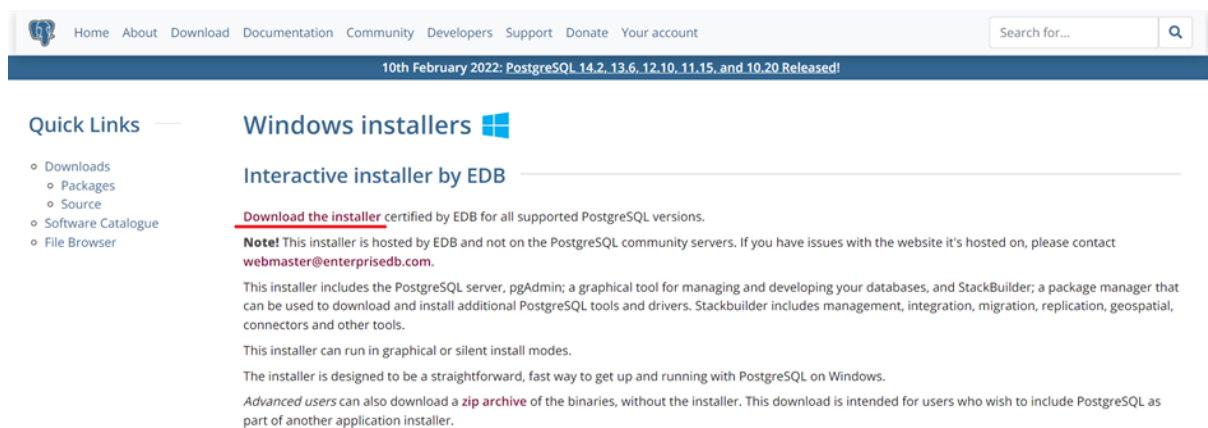 Home About Download Documentation Community Developers Support Donate Your account Search for...
10th February 2022: PostgreSQL 14.2, 13.6, 12.10, 11.15, and 10.20 Released!
Quick Links
Downloads
Packages
Source
Software Catalogue
File Browser
Windows installers
Interactive installer by EDB
Download the installer certified by EDB for all supported PostgreSQL versions.
Note! This installer is hosted by EDB and not on the PostgreSQL community servers. If you have issues with the website it's hosted on, please contact
webmaster@enterprisedb.com.
This installer includes the PostgreSQL server, pgAdmin; a graphical tool for managing and developing your databases, and StackBuilder; a package manager that
can be used to download and install additional PostgreSQL tools and drivers. Stackbuilder includes management, integration, migration, replication, geospatial,
connectors and other tools.
This installer can run in graphical or silent install modes.
The installer is designed to be a straightforward, fast way to get up and running with PostgreSQL on Windows.
Advanced users can also download a zip archive of the binaries, without the installer. This download is intended for users who wish to include PostgreSQL as
part of another application installer.